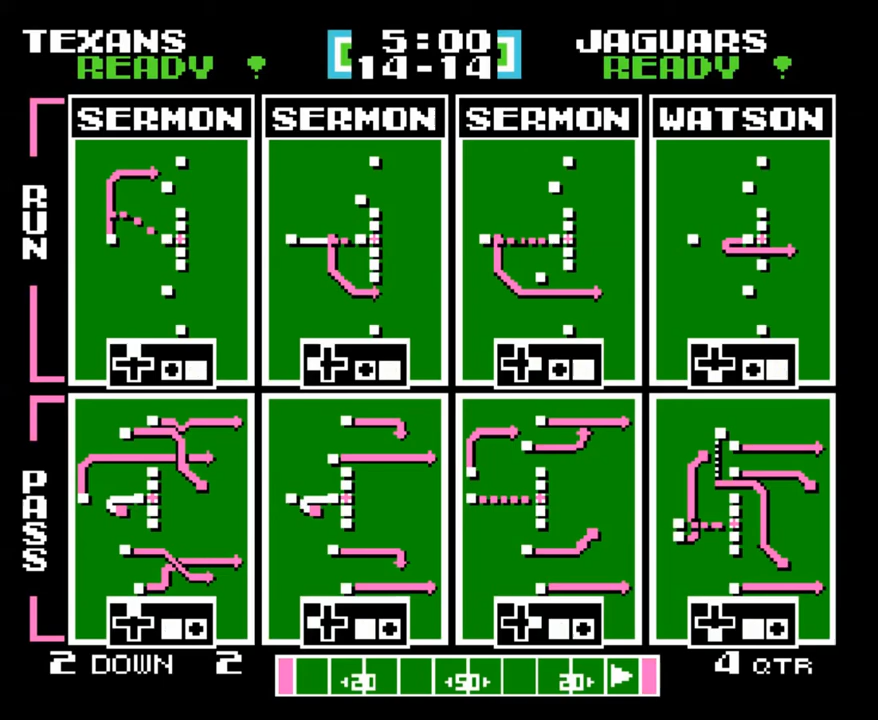 TEXANS 5:00 JAGUARS
READY 14-14 READY
SERMON SERMON SERMON WATSON
RUN
PASS
2 DOWN 2 4 QTR
20 50 20